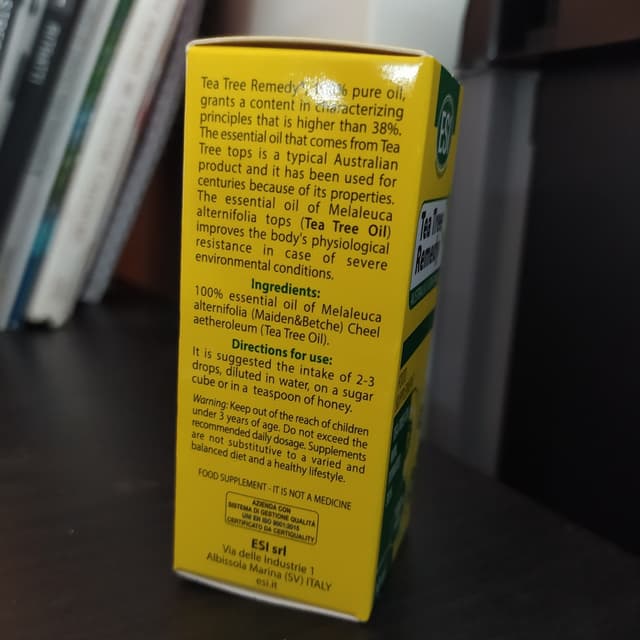 Tea Tree Remedy pure oil,
grants a content in characterizing
principles that is higher than 38%.
The essential oil that comes from Tea
Tree tops is a typical Australian
product and it has been used for
centuries because of its properties.
The essential oil of Melaleuca
alternifolia tops (Tea Tree Oil)
improves the body's physiological
resistance in case of severe
environmental conditions.
Ingredients:
100% essential oil of Melaleuca
alternifolia (Maiden&Betche) Cheel
aetheroleum (Tea Tree Oil).
Directions for use:
It is suggested the intake of 2-3
drops, diluted in water, on a sugar
cube or in a teaspoon of honey.
Warning: Keep out of the reach of children
under 3 years of age. Do not exceed the
recommended daily dosage. Supplements
are not substitutive to a varied and
balanced diet and a healthy lifestyle.
FOOD SUPPLEMENT - IT IS NOT A MEDICINE
AZIENDA CON
SISTEMA DI GESTIONE QUALITÀ
UNI EN ISO 9001:2015
CERTIFICATO DA CERTIQUALITY
ESI srl
Via delle Industrie 1
Albissola Marina (SV) ITALY
esi.it
ESI
Tea Tree
Remedy